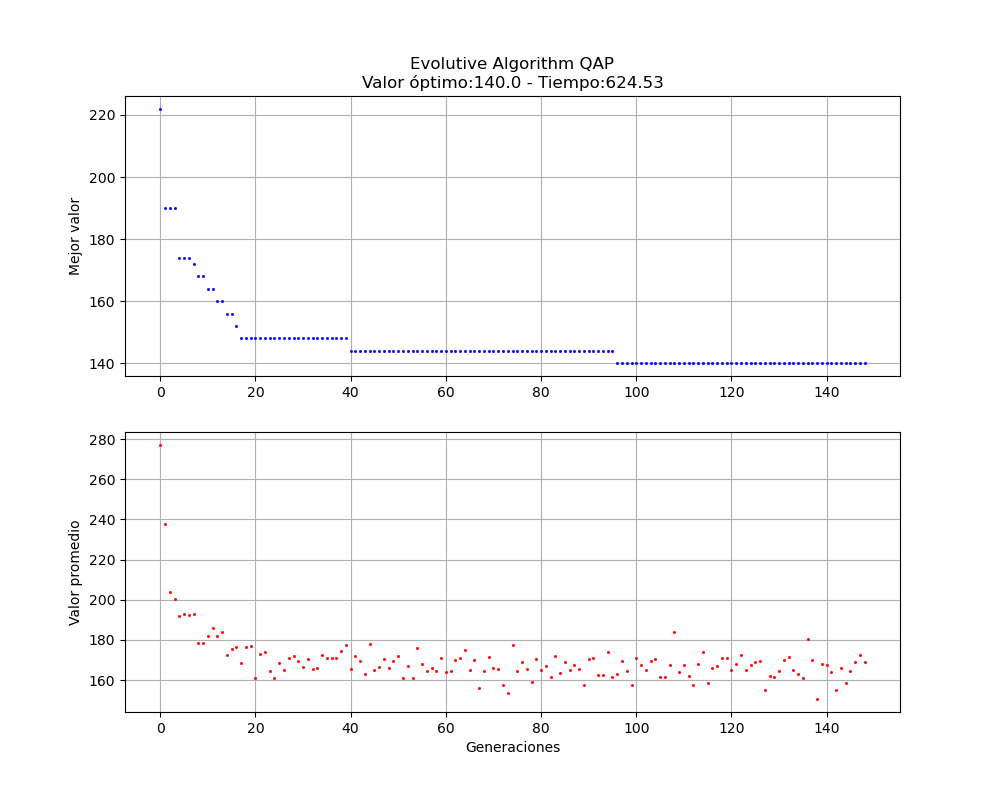 Evolutive Algorithm QAP
Valor óptimo:140.0 - Tiempo:624.53
220
200
180
160
140
Mejor valor
0 20 40 60 80 100 120 140
280
260
240
220
200
180
160
Valor promedio
0 20 40 60 80 100 120 140
Generaciones